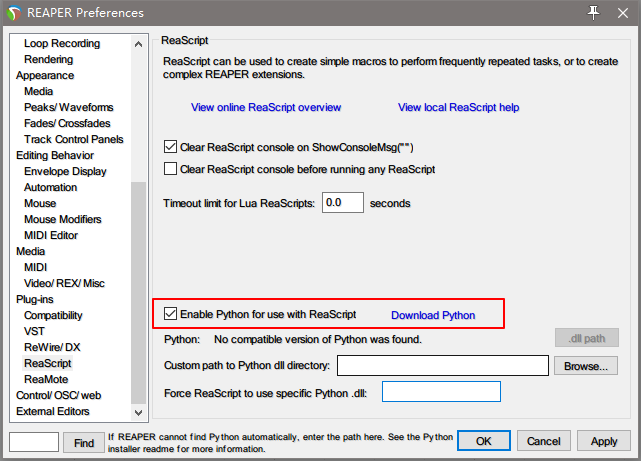 REAPER Preferences
Loop Recording
Rendering
Appearance
Media
Peaks/ Waveforms
Fades/ Crossfades
Track Control Panels
Editing Behavior
Envelope Display
Automation
Mouse
Mouse Modifiers
MIDI Editor
Media
MIDI
Video/ REX/ Misc
Plug-ins
Compatibility
VST
ReWire/ DX
ReaScript
ReaMote
Control/ OSC/ web
External Editors
ReaScript
ReaScript can be used to create simple macros to perform frequently repeated tasks, or to create
complex REAPER extensions.
View online ReaScript overview View local ReaScript help
Clear ReaScript console on ShowConsoleMsg("")
Clear ReaScript console before running any ReaScript
Timeout limit for Lua ReaScripts: 0.0 seconds
Enable Python for use with ReaScript Download Python
Python: No compatible version of Python was found. .dll path
Custom path to Python dll directory: Browse...
Force ReaScript to use specific Python .dll:
Find
If REAPER cannot find Python automatically, enter the path here. See the Python
installer readme for more information.
OK Cancel Apply